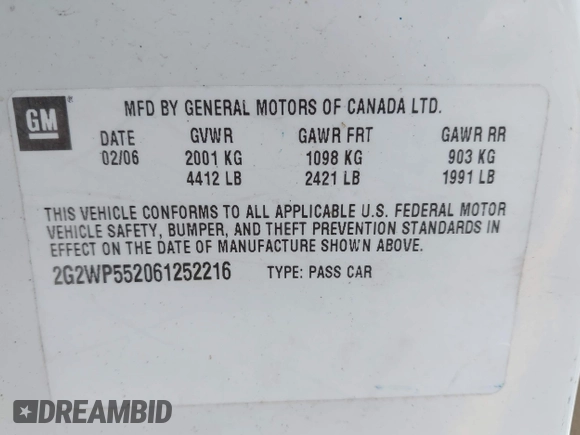 GM
MFD BY GENERAL MOTORS OF CANADA LTD.
DATE GVWR GAWR FRT GAWR RR
02/06 2001 KG 1098 KG 903 KG
4412 LB 2421 LB 1991 LB
THIS VEHICLE CONFORMS TO ALL APPLICABLE U.S. FEDERAL MOTOR
VEHICLE SAFETY, BUMPER, AND THEFT PREVENTION STANDARDS IN
EFFECT ON THE DATE OF MANUFACTURE SHOWN ABOVE.
2G2WP552061252216 TYPE: PASS CAR
DREAMBID